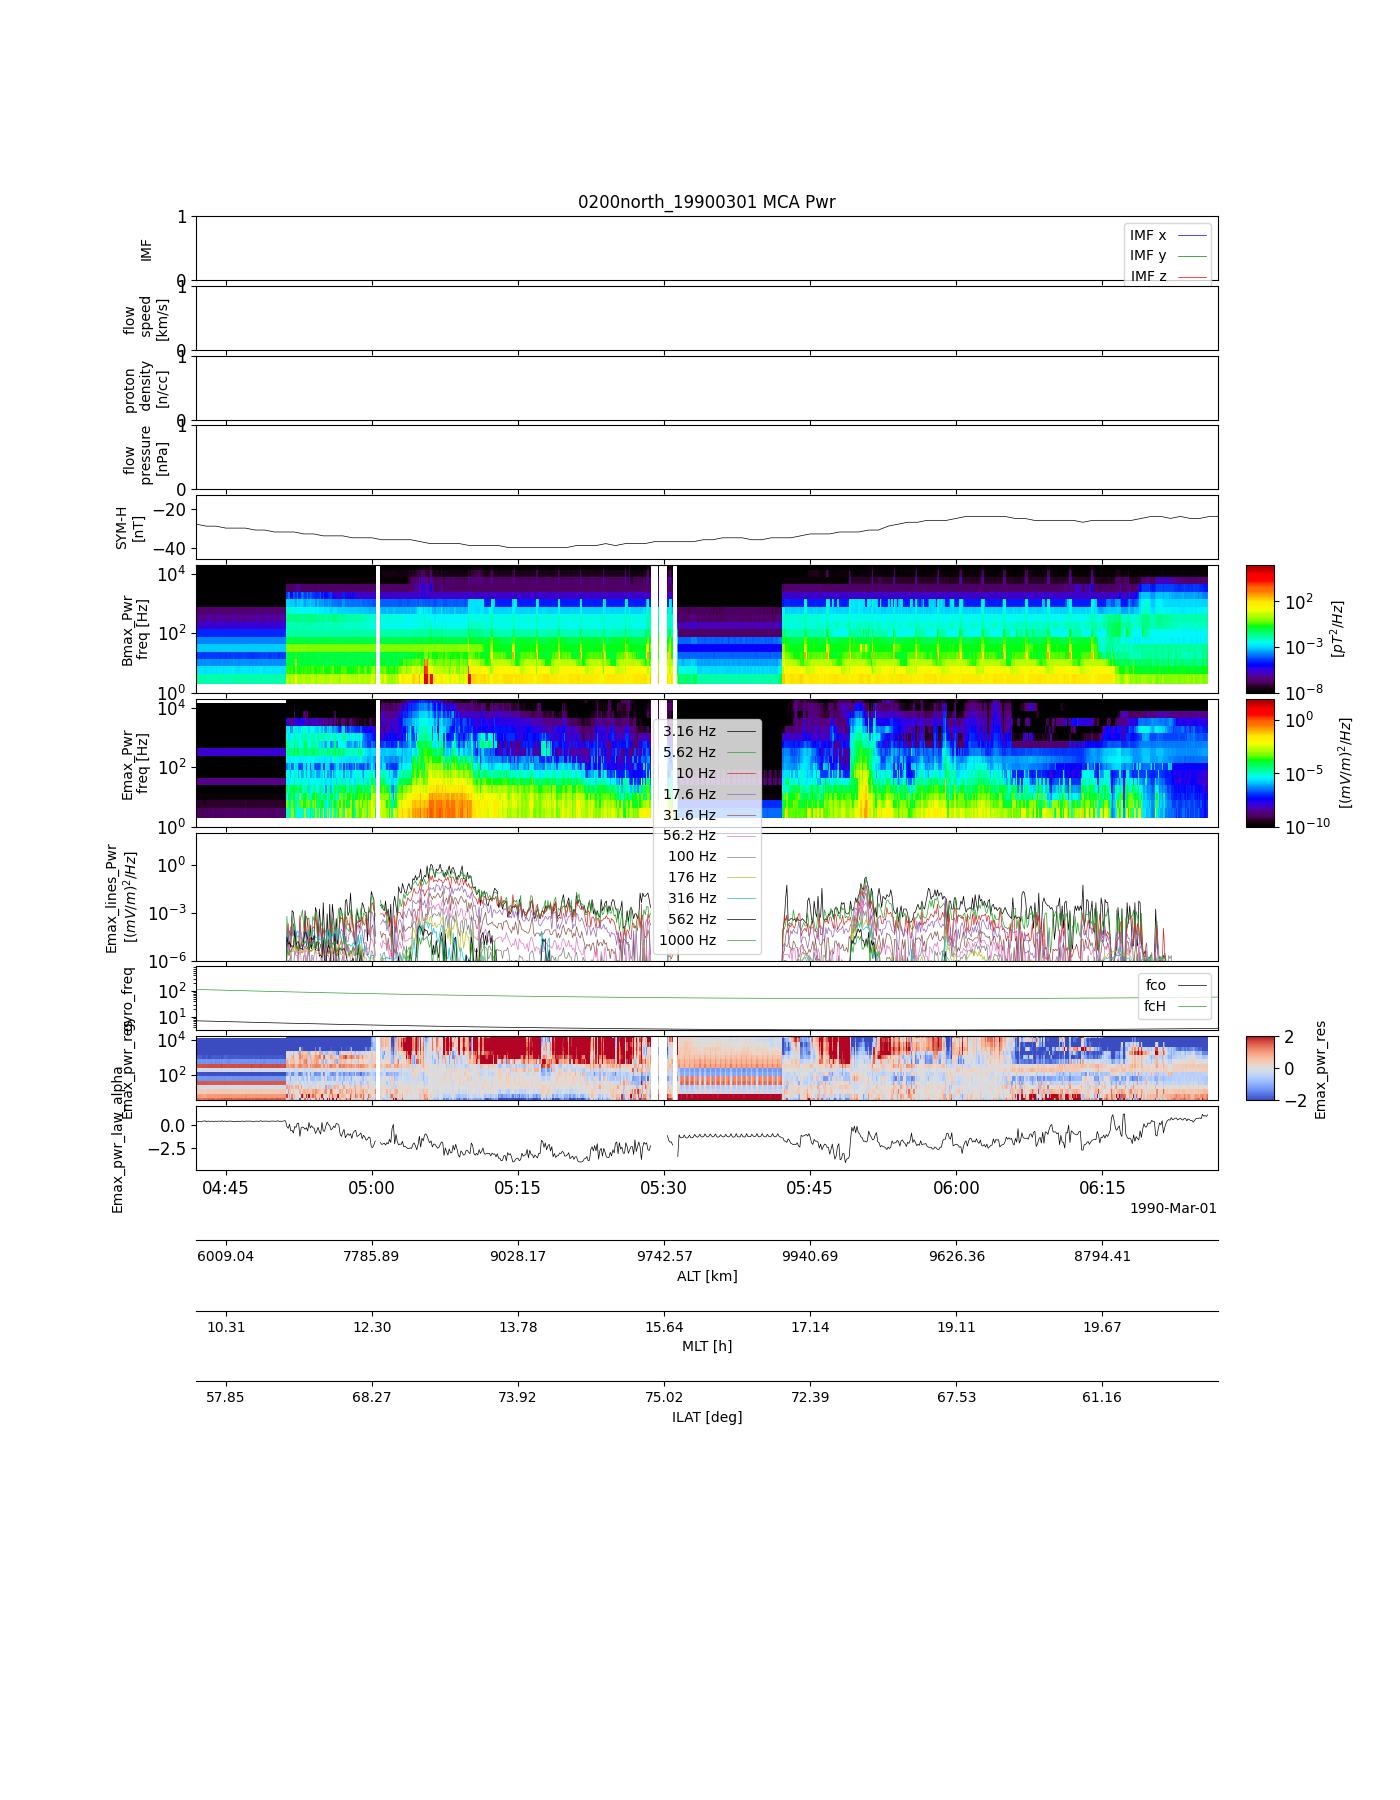 0200north_19900301 MCA Pwr
1
0
IMF
IMF x
IMF y
IMF z
1
0
flow
speed
[km/s]
1
0
proton
density
[n/cc]
1
0
flow
pressure
[nPa]
−20
−40
SYM-H
[nT]
10^4
10^2
10^0
Bmax_Pwr
freq [Hz]
10^2
10^−3
10^−8
[pT^2/Hz]
10^4
10^2
10^0
Emax_Pwr
freq [Hz]
10^0
10^−5
10^−10
[(mV/m)^2/Hz]
3.16 Hz
5.62 Hz
10 Hz
17.6 Hz
31.6 Hz
56.2 Hz
100 Hz
176 Hz
316 Hz
562 Hz
1000 Hz
10^0
10^−3
10^−6
Emax_lines_Pwr
[(mV/m)^2/Hz]
10^2
10^1
gyro_freq
fco
fcH
10^4
10^2
Emax_pwr_res
2
0
−2
Emax_pwr_res
0.0
−2.5
Emax_pwr_law_alpha
04:45 05:00 05:15 05:30 05:45 06:00 06:15
1990-Mar-01
6009.04 7785.89 9028.17 9742.57 9940.69 9626.36 8794.41
ALT [km]
10.31 12.30 13.78 15.64 17.14 19.11 19.67
MLT [h]
57.85 68.27 73.92 75.02 72.39 67.53 61.16
ILAT [deg]